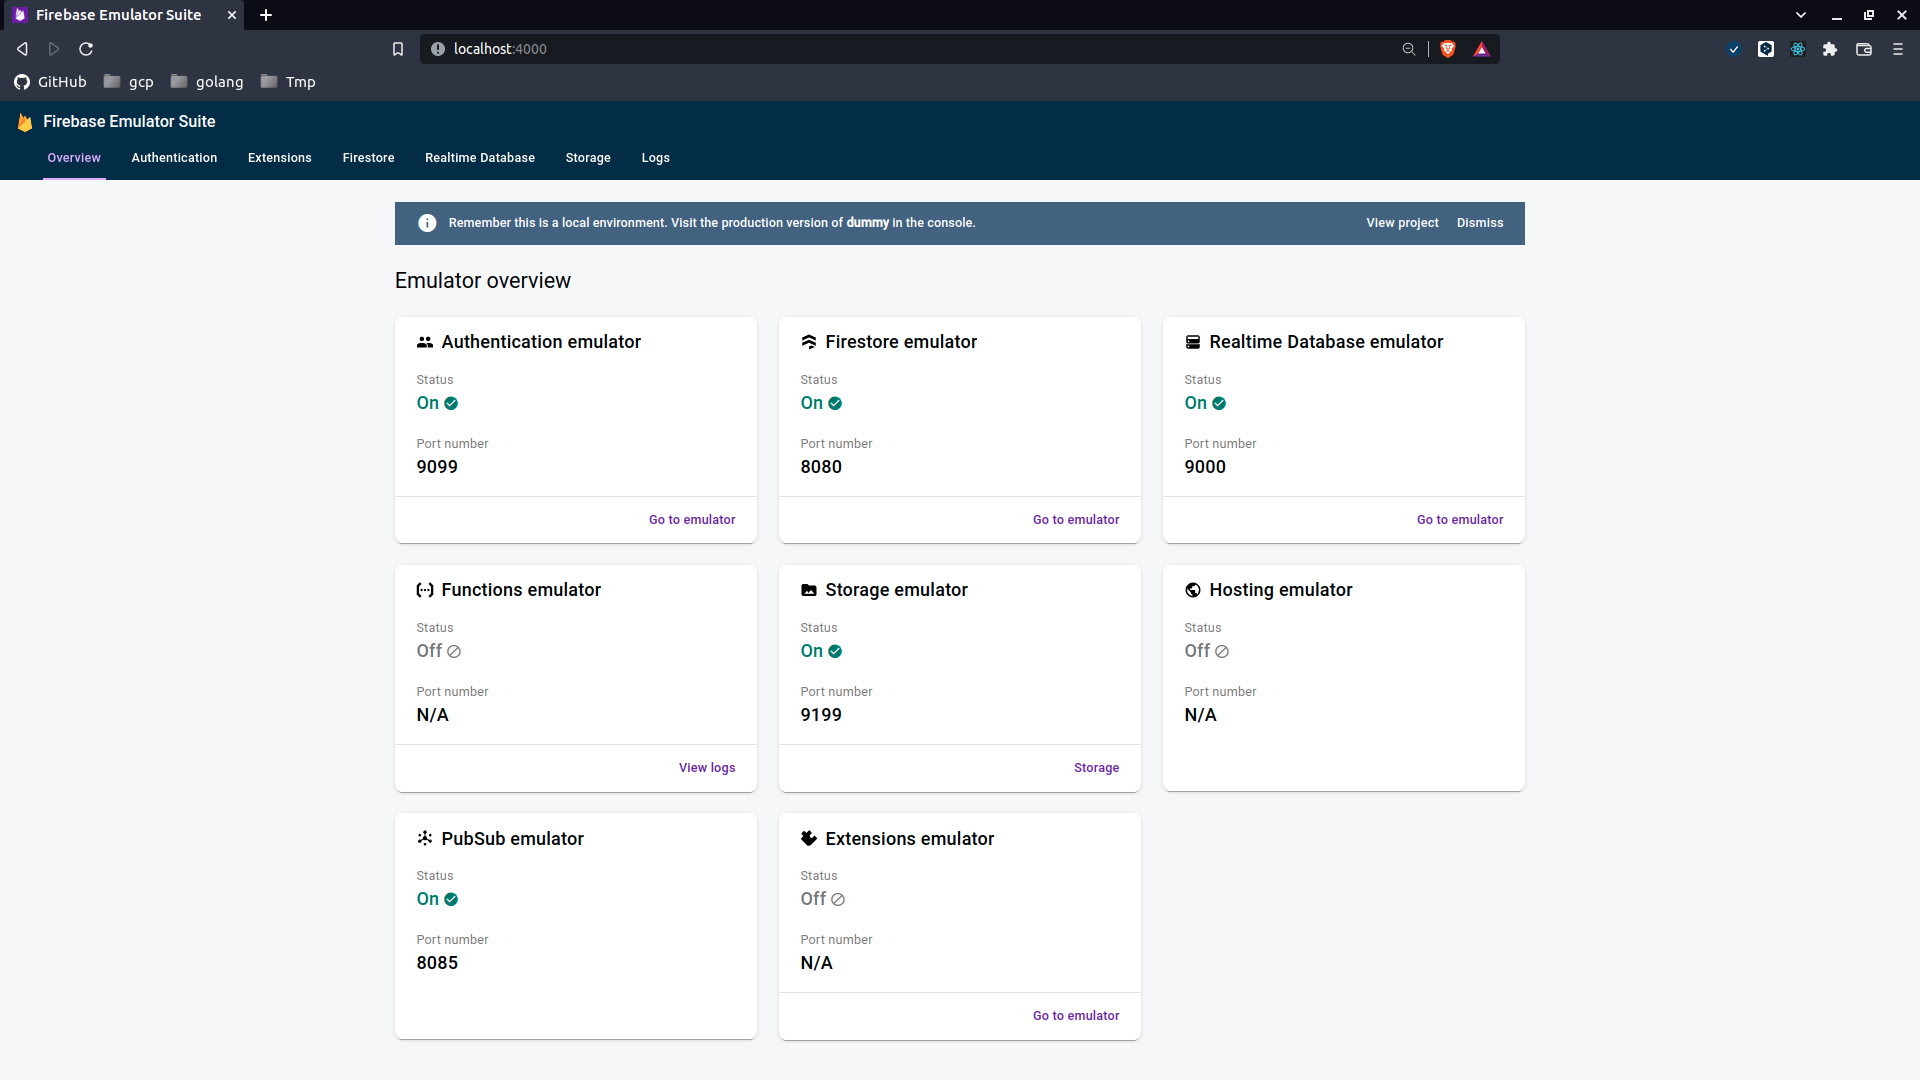 Firebase Emulator Suite
localhost:4000
GitHub gcp golang Tmp
Firebase Emulator Suite
Overview Authentication Extensions Firestore Realtime Database Storage Logs
Remember this is a local environment. Visit the production version of dummy in the console. View project Dismiss
Emulator overview
Authentication emulator
Status
On
Port number
9099
Go to emulator
Firestore emulator
Status
On
Port number
8080
Go to emulator
Realtime Database emulator
Status
On
Port number
9000
Go to emulator
Functions emulator
Status
Off
Port number
N/A
View logs
Storage emulator
Status
On
Port number
9199
Storage
Hosting emulator
Status
Off
Port number
N/A
PubSub emulator
Status
On
Port number
8085
Extensions emulator
Status
Off
Port number
N/A
Go to emulator